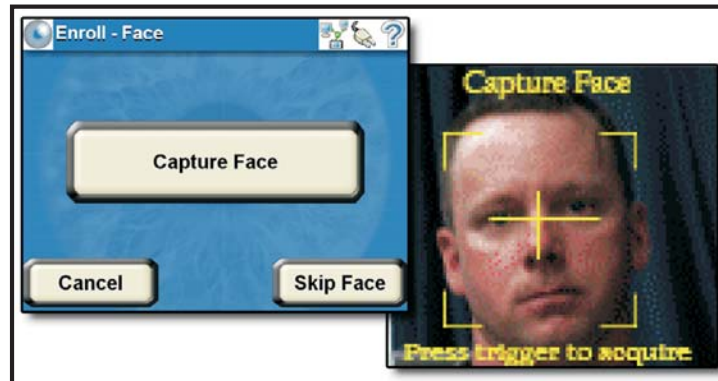 Enroll - Face
?
Capture Face
Cancel
Skip Face
Capture Face
Press trigger to acquire